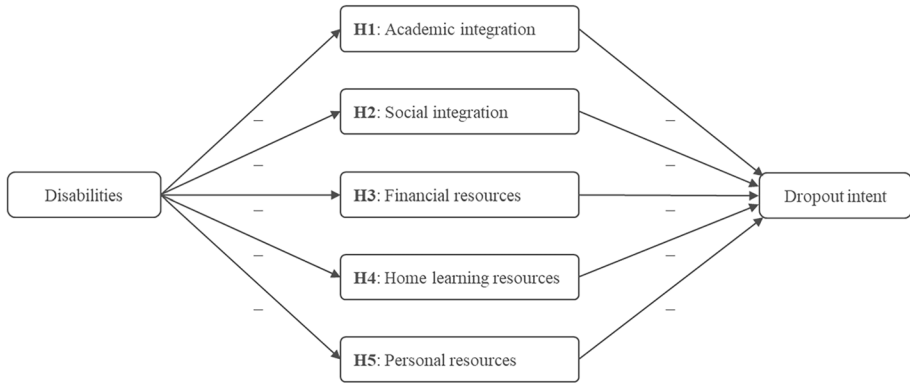 H1: Academic integration
–
–
H2: Social integration
–
–
Disabilities
H3: Financial resources
Dropout intent
–
–
H4: Home learning resources
–
–
H5: Personal resources